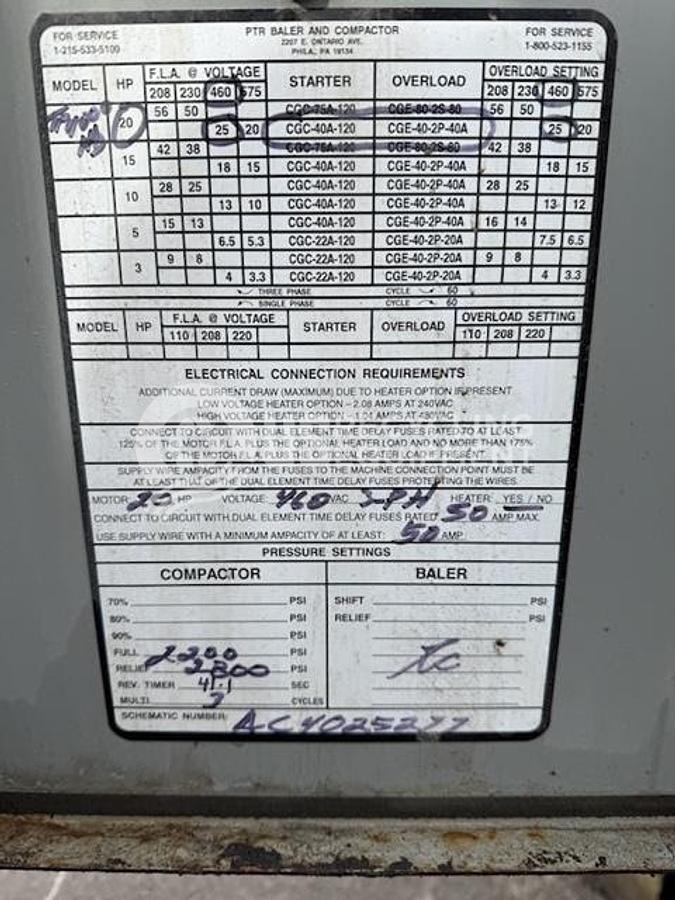 FOR SERVICE
1-215-533-5100
PTR BALER AND COMPACTOR
2207 E. ONTARIO AVE.
PHILA, PA 19134
FOR SERVICE
1-800-523-1155
MODEL HP F.L.A. @ VOLTAGE STARTER OVERLOAD OVERLOAD SETTING
208 230 460 575 208 230 460 575
20 56 50 CGC-75A-120 CGE-80-2S-80 56 50
25 20 CGC-40A-120 CGE-40-2P-40A 25 20
15 42 38 CGC-75A-120 CGE-80-2S-80 42 38
18 15 CGC-40A-120 CGE-40-2P-40A 18 15
10 28 25 CGC-40A-120 CGE-40-2P-40A 28 25
13 10 CGC-40A-120 CGE-40-2P-40A 13 12
5 15 13 CGC-40A-120 CGE-40-2P-40A 16 14
6.5 5.3 CGC-22A-120 CGE-40-2P-20A 7.5 6.5
3 9 8 CGC-22A-120 CGE-40-2P-20A 9 8
4 3.3 CGC-22A-120 CGE-40-2P-20A 4 3.3
THREE PHASE CYCLE 60
SINGLE PHASE CYCLE 60
MODEL HP F.L.A. @ VOLTAGE STARTER OVERLOAD OVERLOAD SETTING
110 208 220 110 208 220
ELECTRICAL CONNECTION REQUIREMENTS
ADDITIONAL CURRENT DRAW (MAXIMUM) DUE TO HEATER OPTION IF PRESENT
LOW VOLTAGE HEATER OPTION - 2.08 AMPS AT 240VAC
HIGH VOLTAGE HEATER OPTION - 1.04 AMPS AT 480VAC
CONNECT TO CIRCUIT WITH DUAL ELEMENT TIME DELAY FUSES RATED TO AT LEAST
125% OF THE MOTOR F.L.A. PLUS THE OPTIONAL HEATER LOAD AND NO MORE THAN 175%
OF THE MOTOR F.L.A. PLUS THE OPTIONAL HEATER LOAD IF PRESENT.
SUPPLY WIRE AMPACITY FROM THE FUSES TO THE MACHINE CONNECTION POINT MUST BE
AT LEAST THAT OF THE DUAL ELEMENT TIME DELAY FUSES PROTECTING THE WIRES.
MOTOR: 20 HP VOLTAGE: 460 VAC 3-PH HEATER: YES / NO
CONNECT TO CIRCUIT WITH DUAL ELEMENT TIME DELAY FUSES RATED 50 AMP MAX.
USE SUPPLY WIRE WITH A MINIMUM AMPACITY OF AT LEAST: 50 AMP.
PRESSURE SETTINGS
COMPACTOR BALER
70% PSI SHIFT PSI
80% PSI RELIEF PSI
90% PSI
FULL 2200 PSI
RELIEF 2800 PSI
REV. TIMER 41.1 SEC
MULTI 3 CYCLES
SCHEMATIC NUMBER: AC4025277